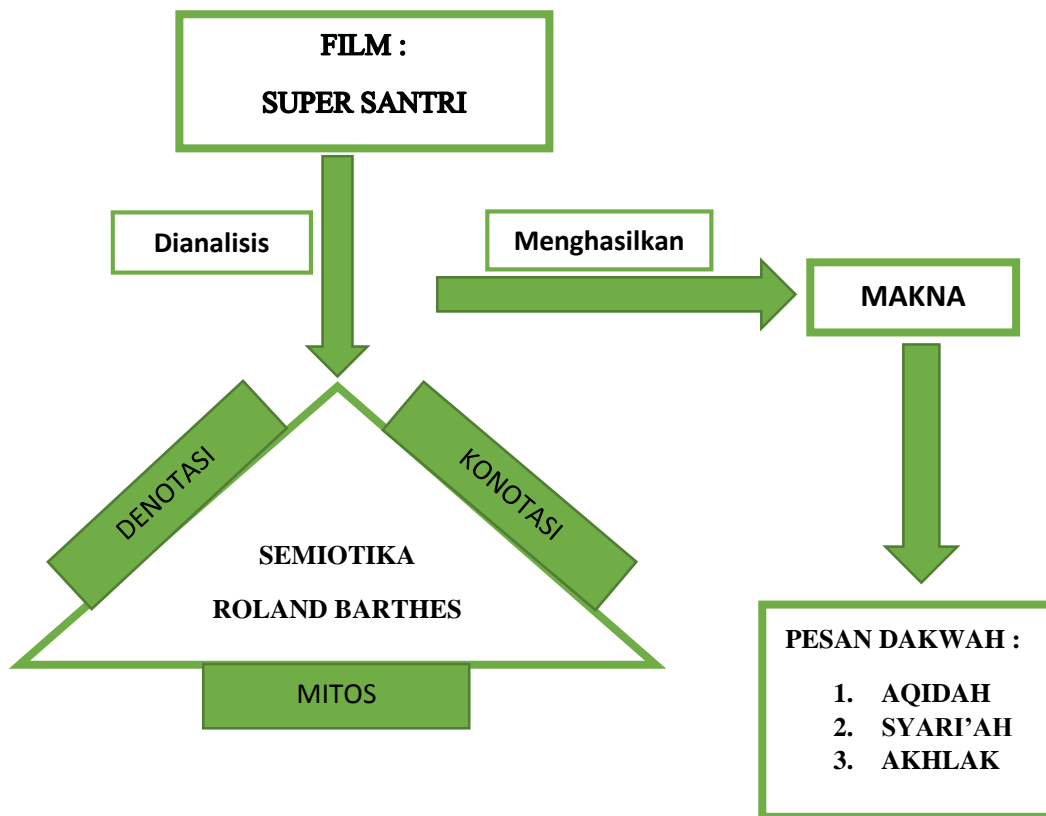 FILM :
SUPER SANTRI
Dianalisis
Menghasilkan
MAKNA
DENOTASI
KONOTASI
SEMIOTIKA
ROLAND BARTHES
MITOS
PESAN DAKWAH :
1. AQIDAH
2. SYARI’AH
3. AKHLAK